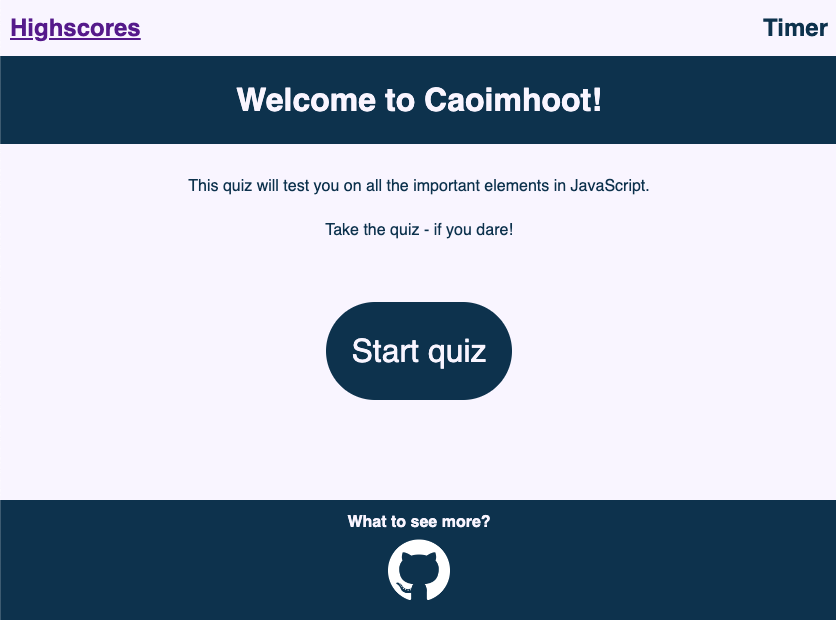 Highscores
Timer
Welcome to Caoimhoot!
This quiz will test you on all the important elements in JavaScript.
Take the quiz - if you dare!
Start quiz
What to see more?